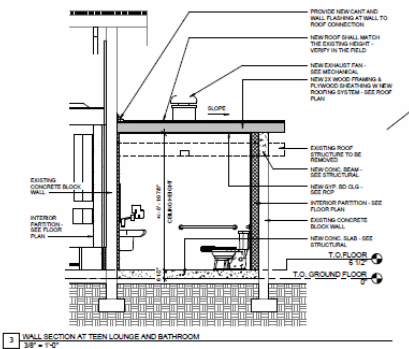 PROVIDE NEW CANT AND
WALL FLASHING AT WALL TO
ROOF CONNECTION
NEW ROOF SHALL MATCH
THE EXISTING HEIGHT -
VERIFY IN THE FIELD
NEW EXHAUST FAN -
SEE MECHANICAL
NEW 2X WOOD FRAMING &
PLYWOOD SHEATHING W/ NEW
ROOFING SYSTEM - SEE ROOF
PLAN
SLOPE
EXISTING ROOF
STRUCTURE TO BE
REMOVED
NEW CONC. BEAM -
SEE STRUCTURAL
NEW GYP. BD CLG -
SEE RCP
INTERIOR PARTITION - SEE
FLOOR PLAN
EXISTING CONCRETE
BLOCK WALL
NEW CONC. SLAB - SEE
STRUCTURAL
EXISTING
CONCRETE BLOCK
WALL
INTERIOR
PARTITION -
SEE FLOOR
PLAN
CEILING HEIGHT
T.O. FLOOR
6 1/2"
T.O. GROUND FLOOR
0"
3 WALL SECTION AT TEEN LOUNGE AND BATHROOM
3/8" = 1'-0"